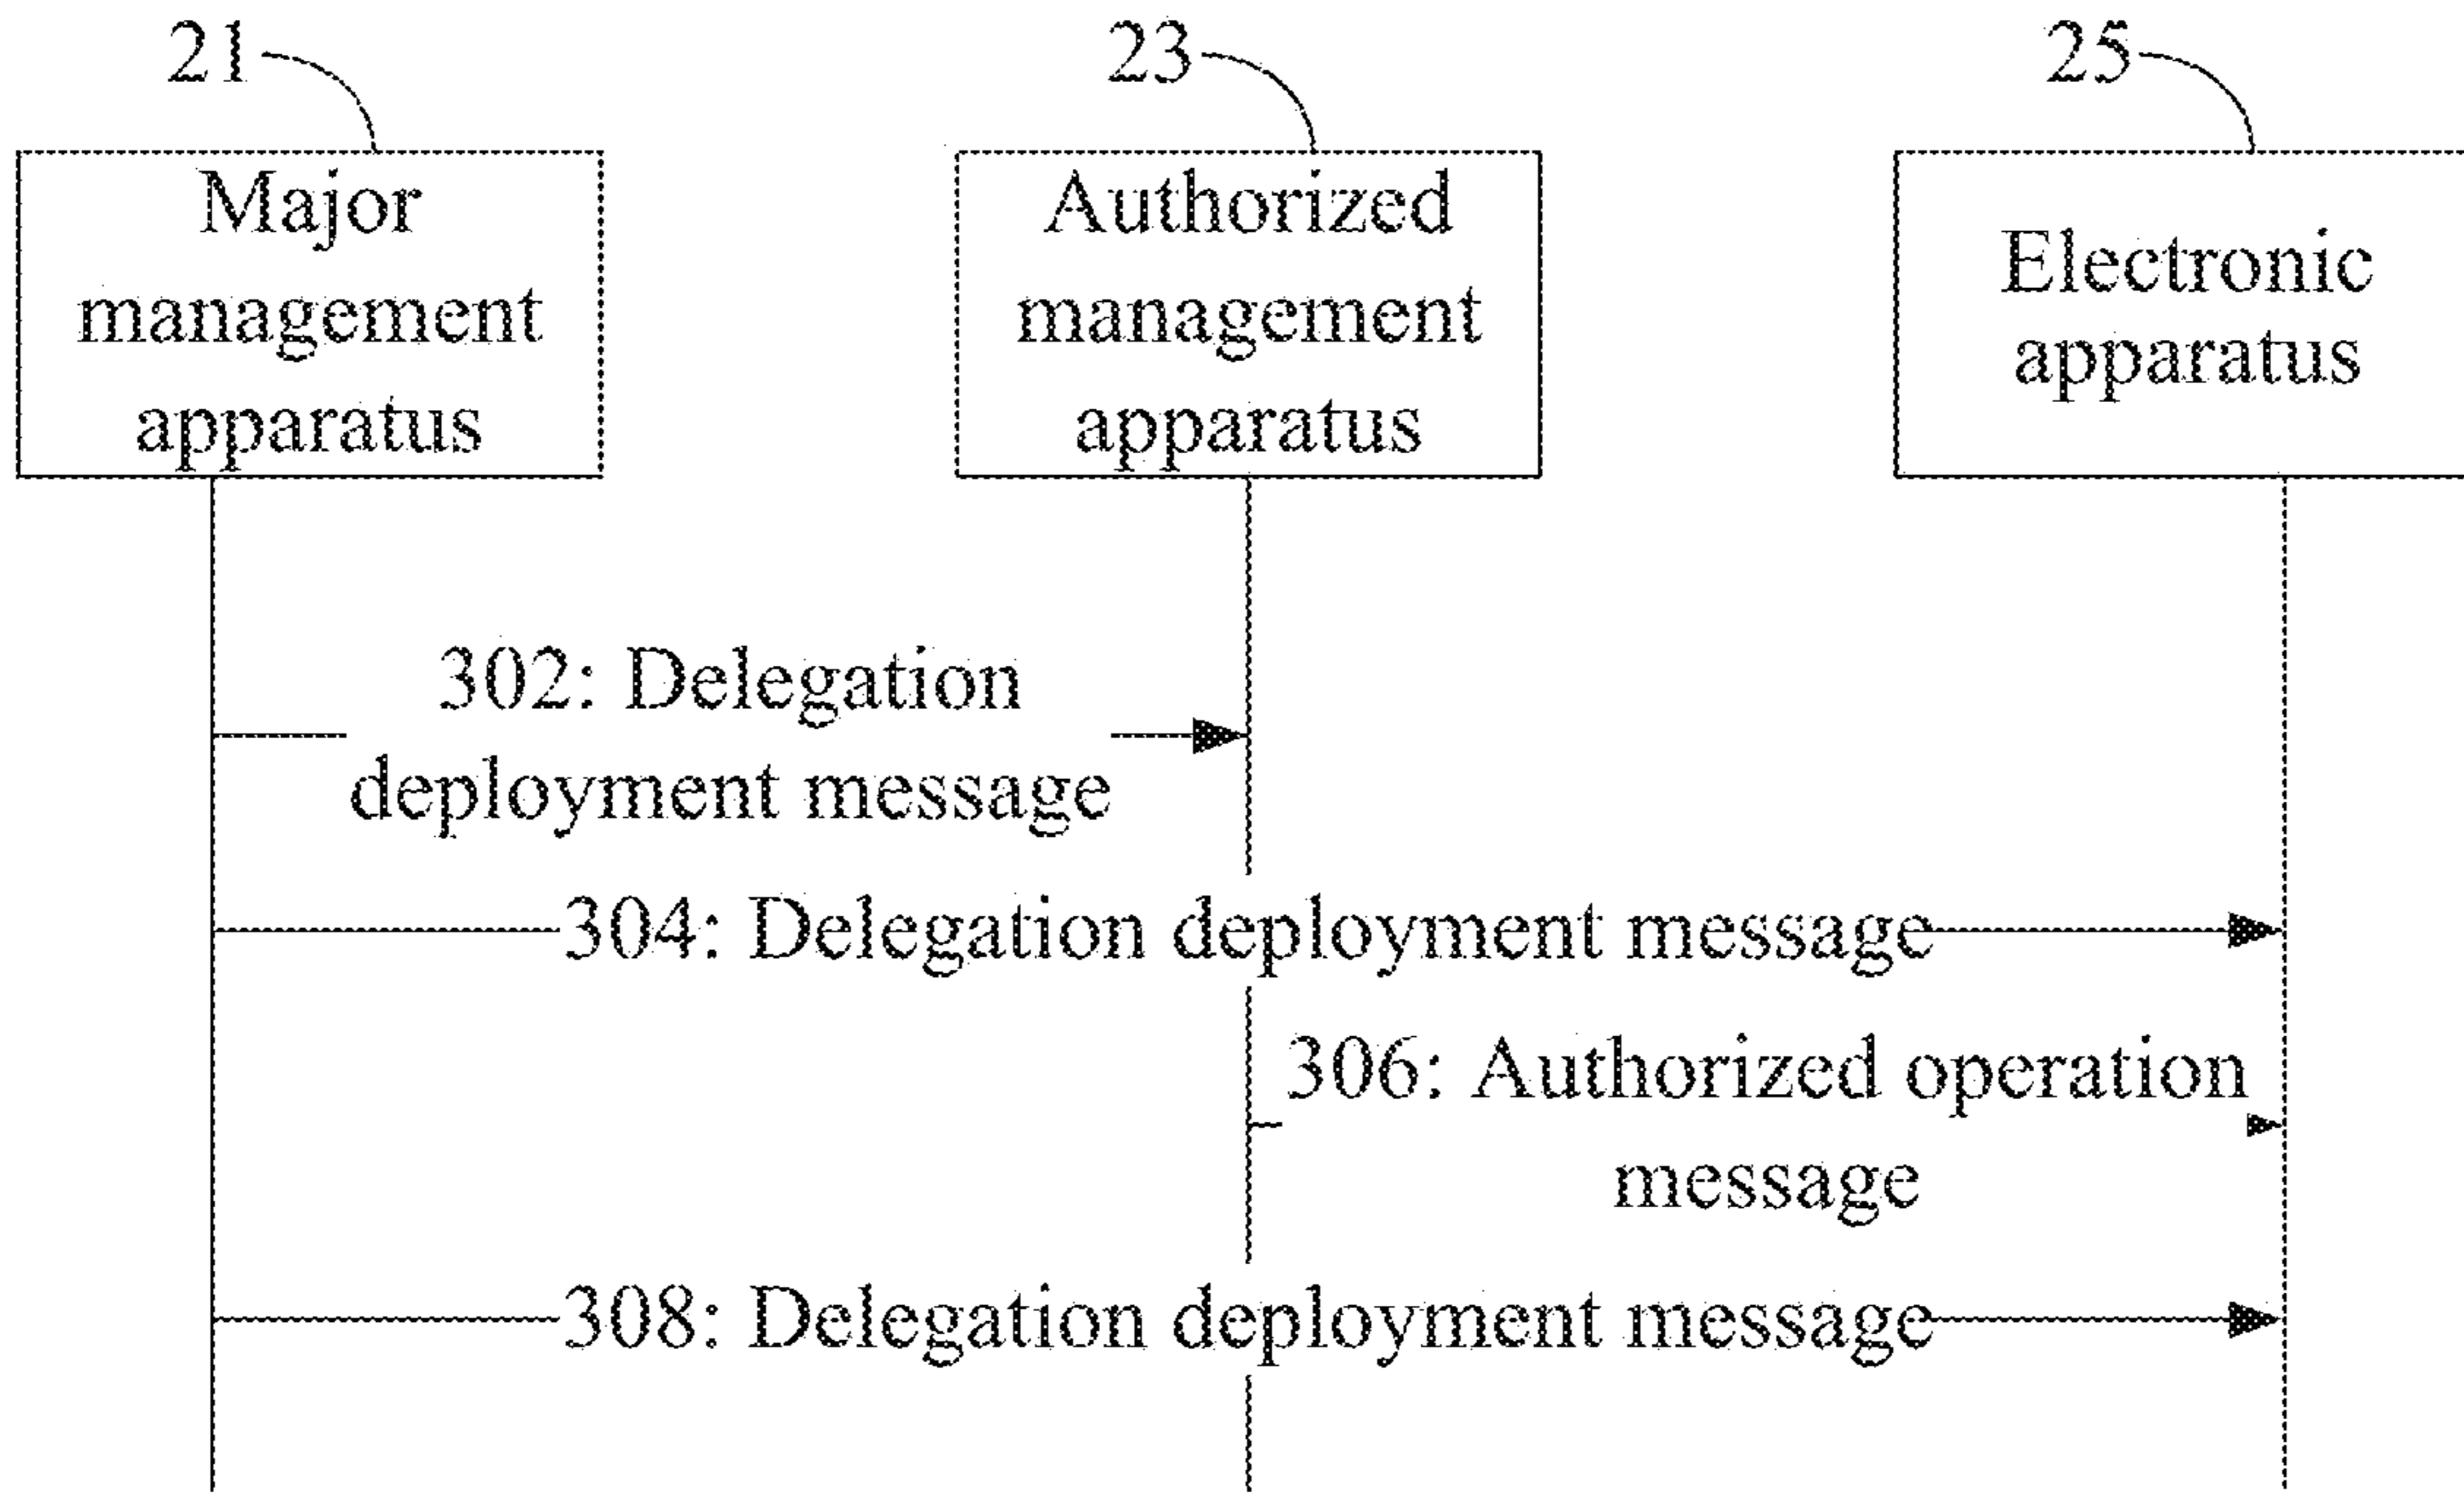 21
23
25
Major
management
apparatus
Authorized
management
apparatus
Electronic
apparatus
302: Delegation
deployment message
304: Delegation deployment message
306: Authorized operation
message
308: Delegation deployment message